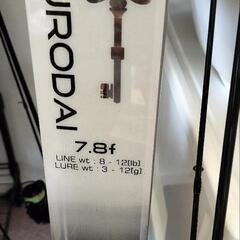 URODAI
7.8f
LINE wt : 8 - 12[lb]
LURE wt : 3 - 12[g]